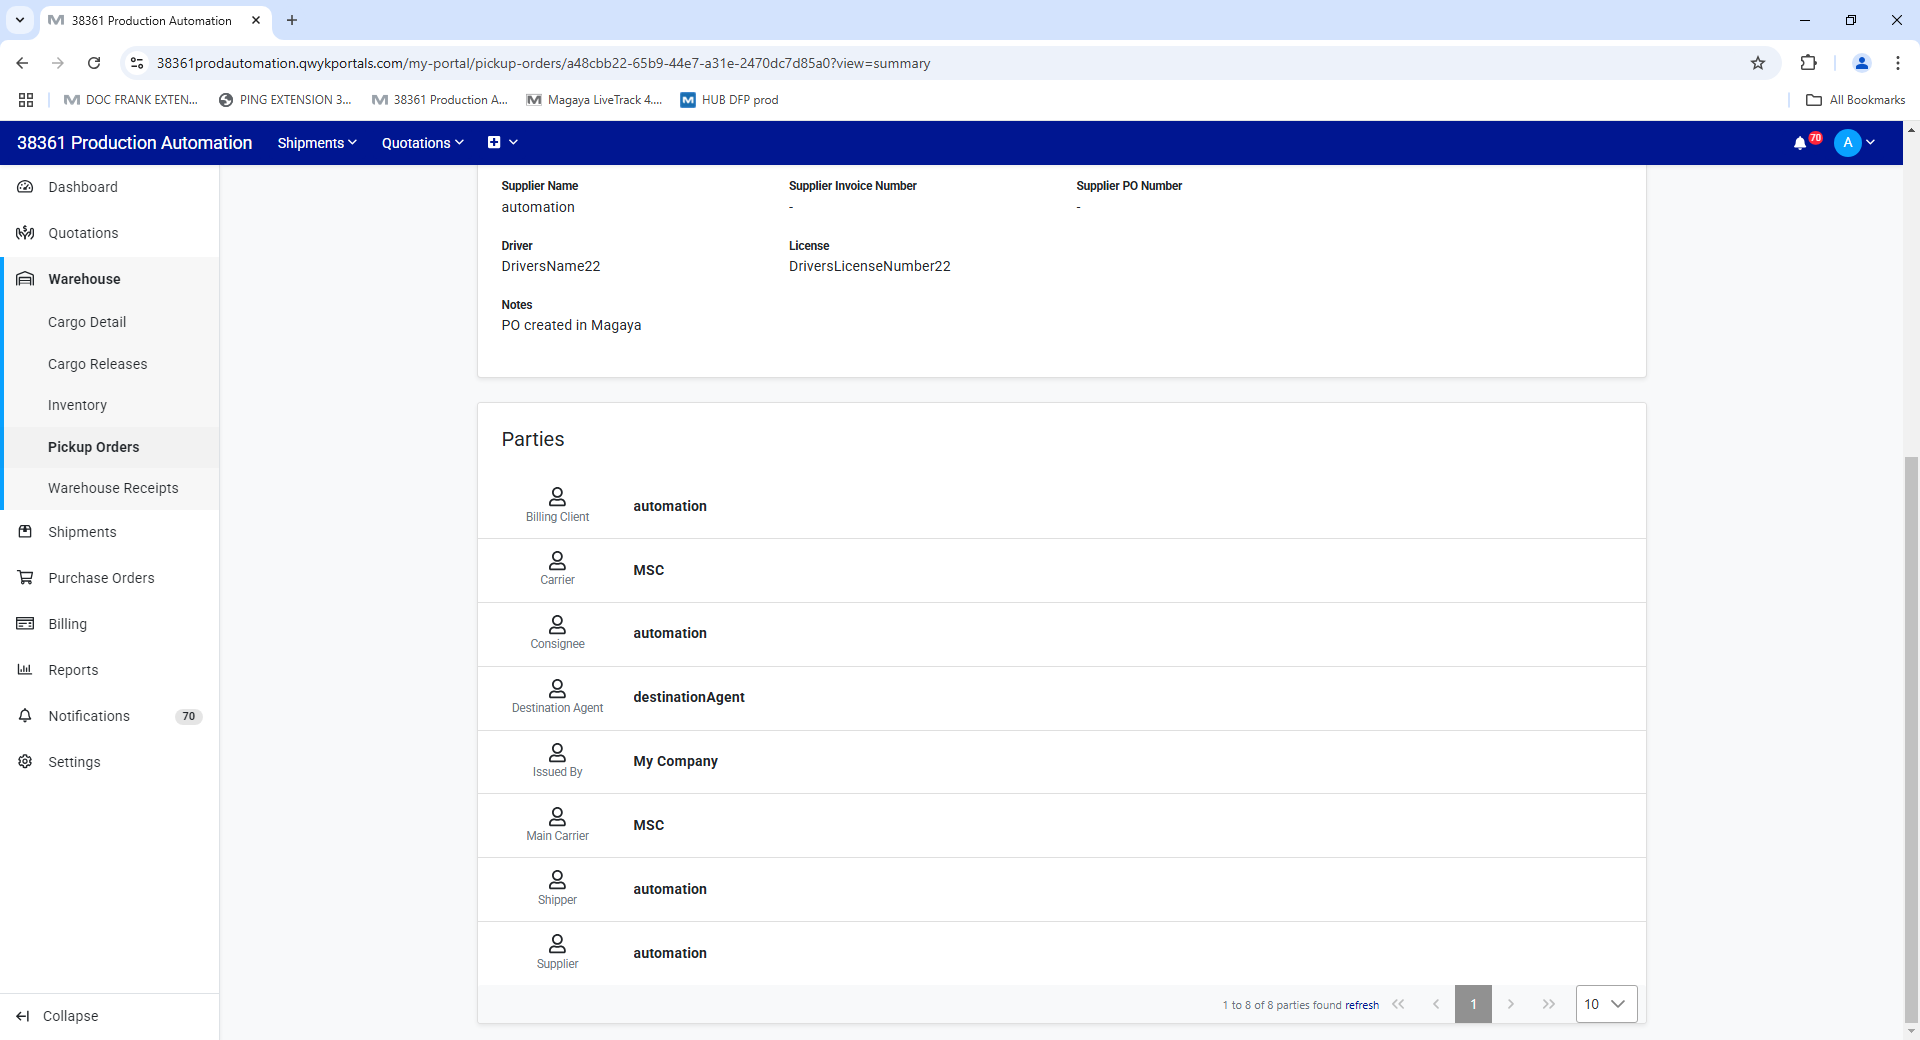 38361 Production Automation
38361prodautomation.qwykportals.com/my-portal/pickup-orders/a48cbb22-65b9-44e7-a31e-2470dc7d85a0?view=summary
DOC FRANK EXTEN...
PING EXTENSION 3...
38361 Production A...
Magaya LiveTrack 4....
HUB DFP prod
All Bookmarks
38361 Production Automation
Shipments
Quotations
70
A
Dashboard
Quotations
Warehouse
Cargo Detail
Cargo Releases
Inventory
Pickup Orders
Warehouse Receipts
Shipments
Purchase Orders
Billing
Reports
Notifications 70
Settings
Collapse
Supplier Name
automation
Supplier Invoice Number
-
Supplier PO Number
-
Driver
DriversName22
License
DriversLicenseNumber22
Notes
PO created in Magaya
Parties
Billing Client
automation
Carrier
MSC
Consignee
automation
Destination Agent
destinationAgent
Issued By
My Company
Main Carrier
MSC
Shipper
automation
Supplier
automation
1 to 8 of 8 parties found refresh
1
10